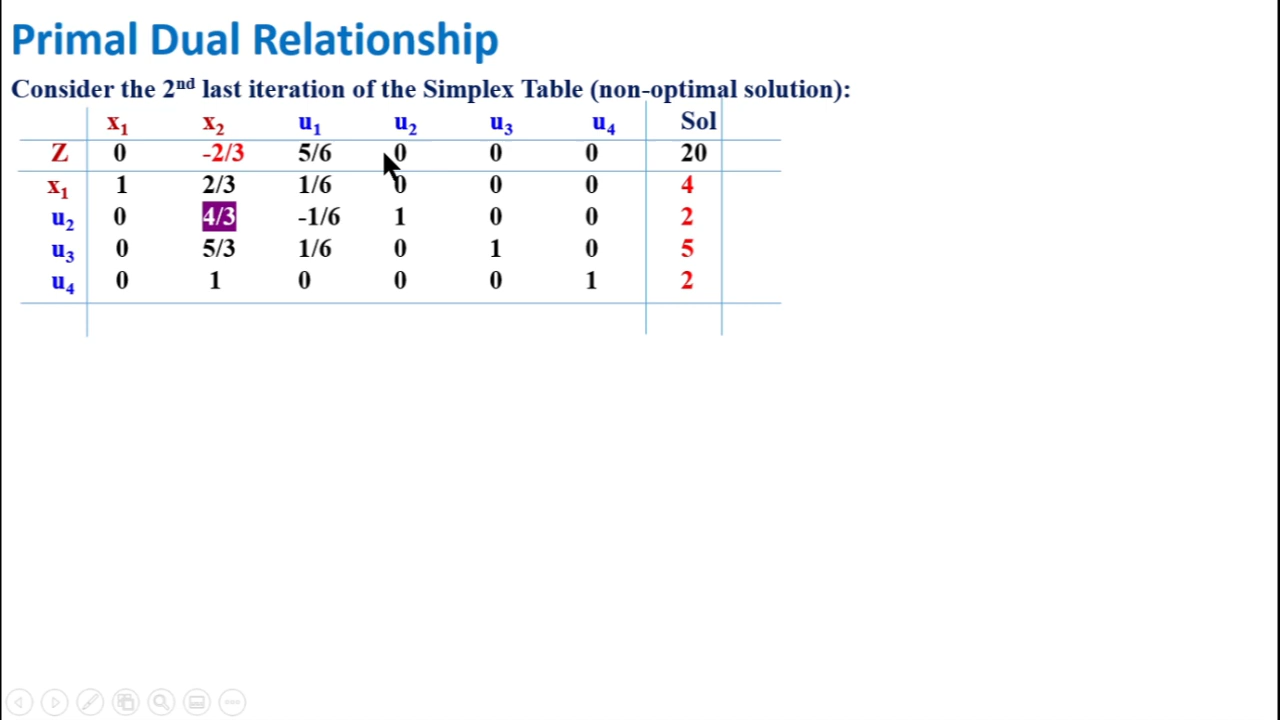 Primal Dual Relationship
Consider the 2nd last iteration of the Simplex Table (non-optimal solution):
x1 x2 u1 u2 u3 u4 Sol
Z 0 -2/3 5/6 0 0 0 20
x1 1 2/3 1/6 0 0 0 4
u2 0 4/3 -1/6 1 0 0 2
u3 0 5/3 1/6 0 1 0 5
u4 0 1 0 0 0 1 2